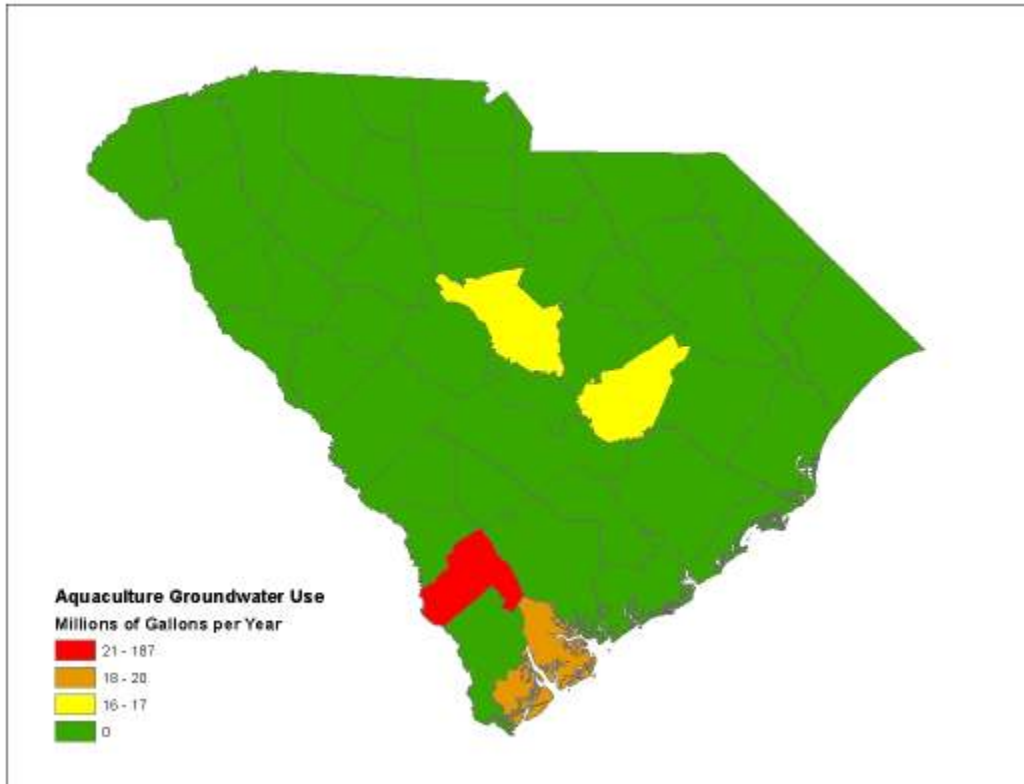 Aquaculture Groundwater Use
Millions of Gallons per Year
21 - 187
18 - 20
16 - 17
0